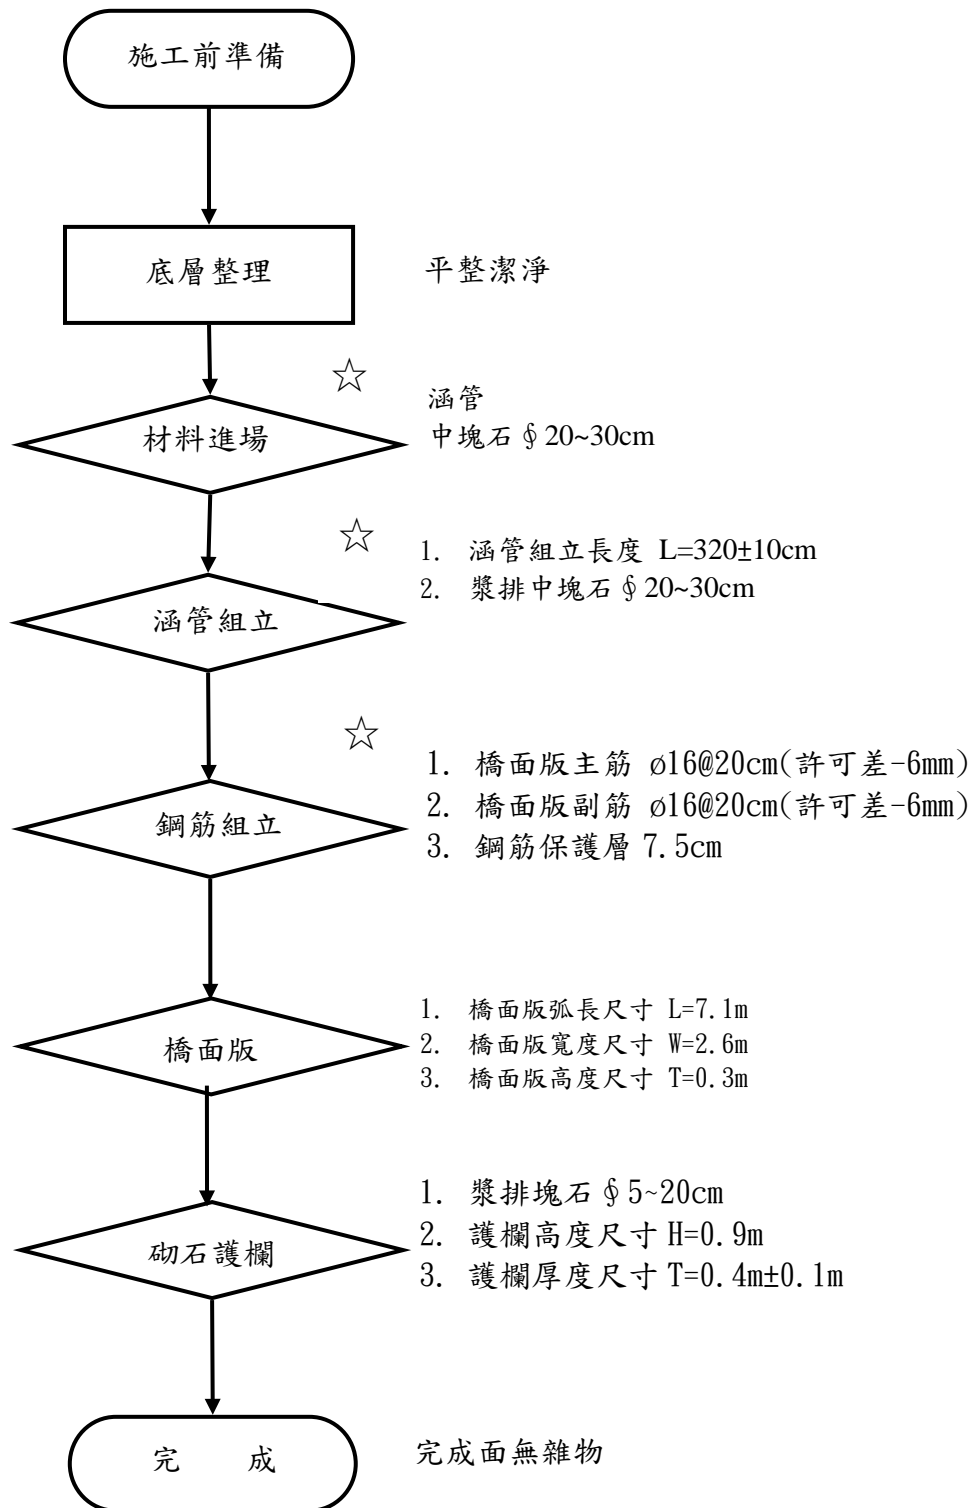 施工前準備
底層整理
平整潔淨
☆
涵管
材料進場
中塊石∮20~30cm
☆
1. 涵管組立長度 L=320±10cm
2. 漿排中塊石∮20~30cm
涵管組立
☆
1. 橋面版主筋 ø16@20cm(許可差-6mm)
2. 橋面版副筋 ø16@20cm(許可差-6mm)
鋼筋組立
3. 鋼筋保護層 7.5cm
1. 橋面版弧長尺寸 L=7.1m
橋面版
2. 橋面版寬度尺寸 W=2.6m
3. 橋面版高度尺寸 T=0.3m
1. 漿排塊石∮5~20cm
2. 護欄高度尺寸 H=0.9m
砌石護欄
3. 護欄厚度尺寸 T=0.4m±0.1m
完 成
完成面無雜物